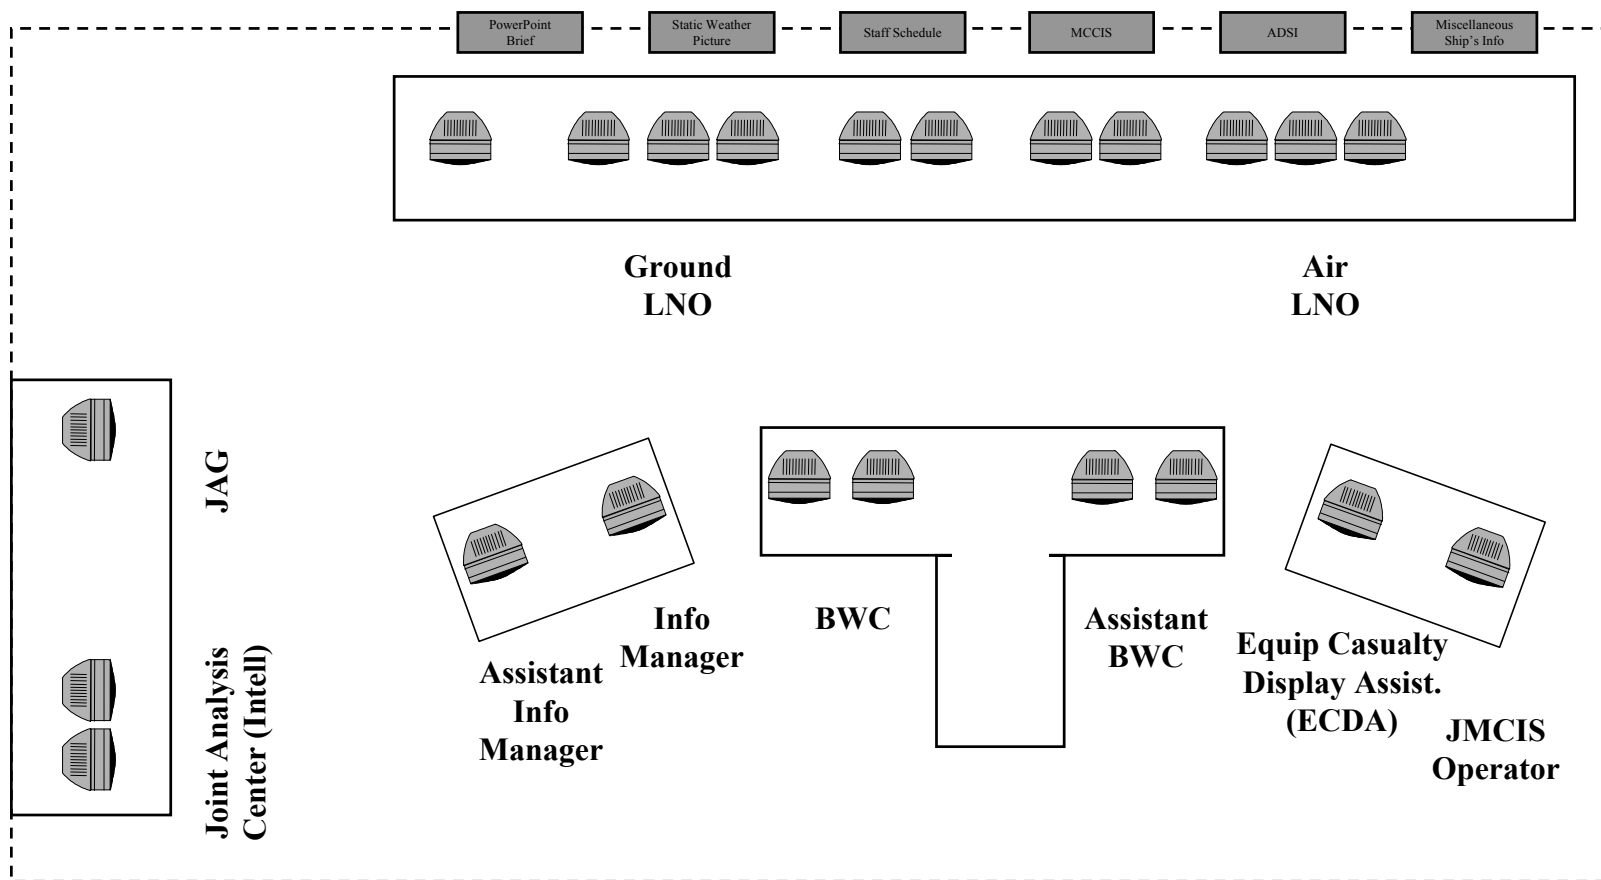 PowerPoint
Brief
Static Weather
Picture
Staff Schedule
MCCIS
ADSI
Miscellaneous
Ship's Info
Ground
LNO
Air
LNO
JAG
Joint Analysis
Center (Intell)
Assistant
Info
Manager
Info
Manager
BWC
Assistant
BWC
Equip Casualty
Display Assist.
(ECDA)
JMCIS
Operator